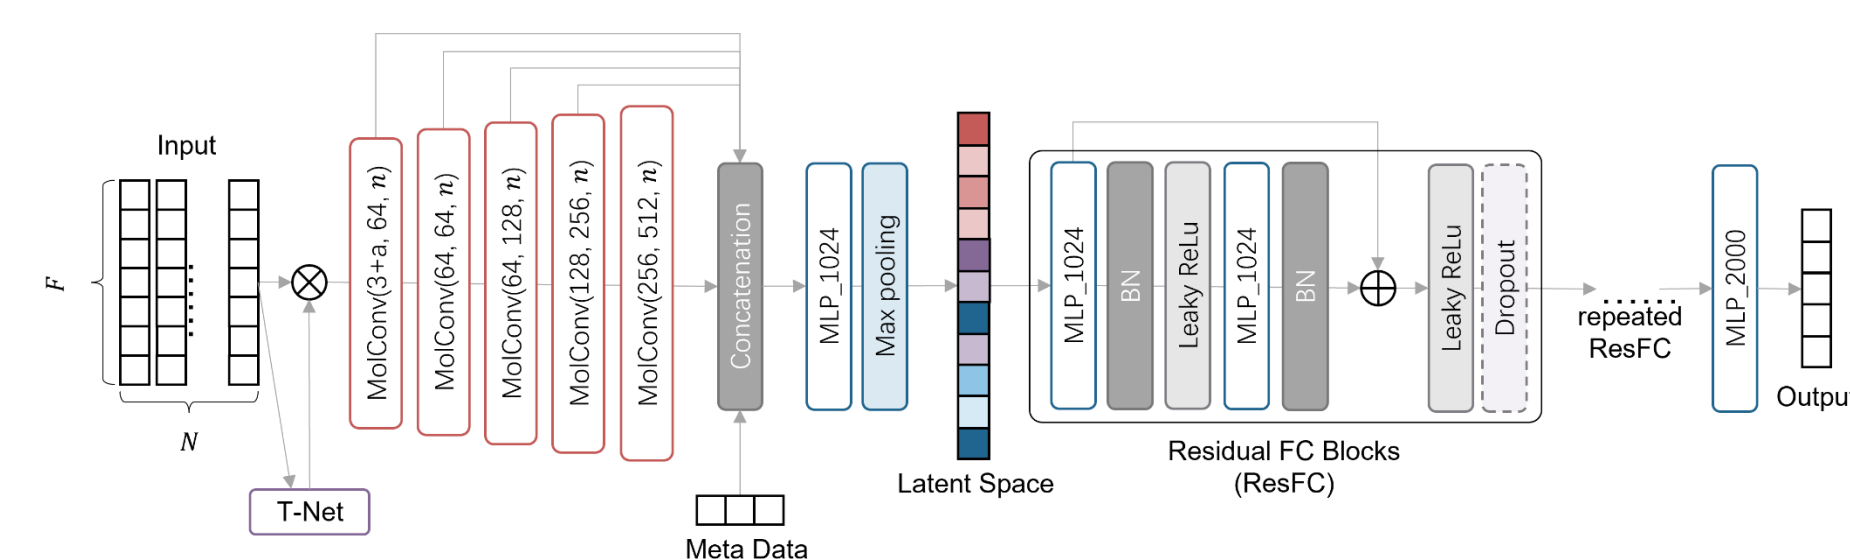 Input
F
N
T-Net
MolConv(3+a, 64, n)
MolConv(64, 64, n)
MolConv(64, 128, n)
MolConv(128, 256, n)
MolConv(256, 512, n)
Concatenation
Meta Data
MLP_1024
Max pooling
Latent Space
MLP_1024
BN
Leaky ReLu
MLP_1024
BN
Leaky ReLu
Dropout
Residual FC Blocks
(ResFC)
repeated
ResFC
MLP_2000
Outpu